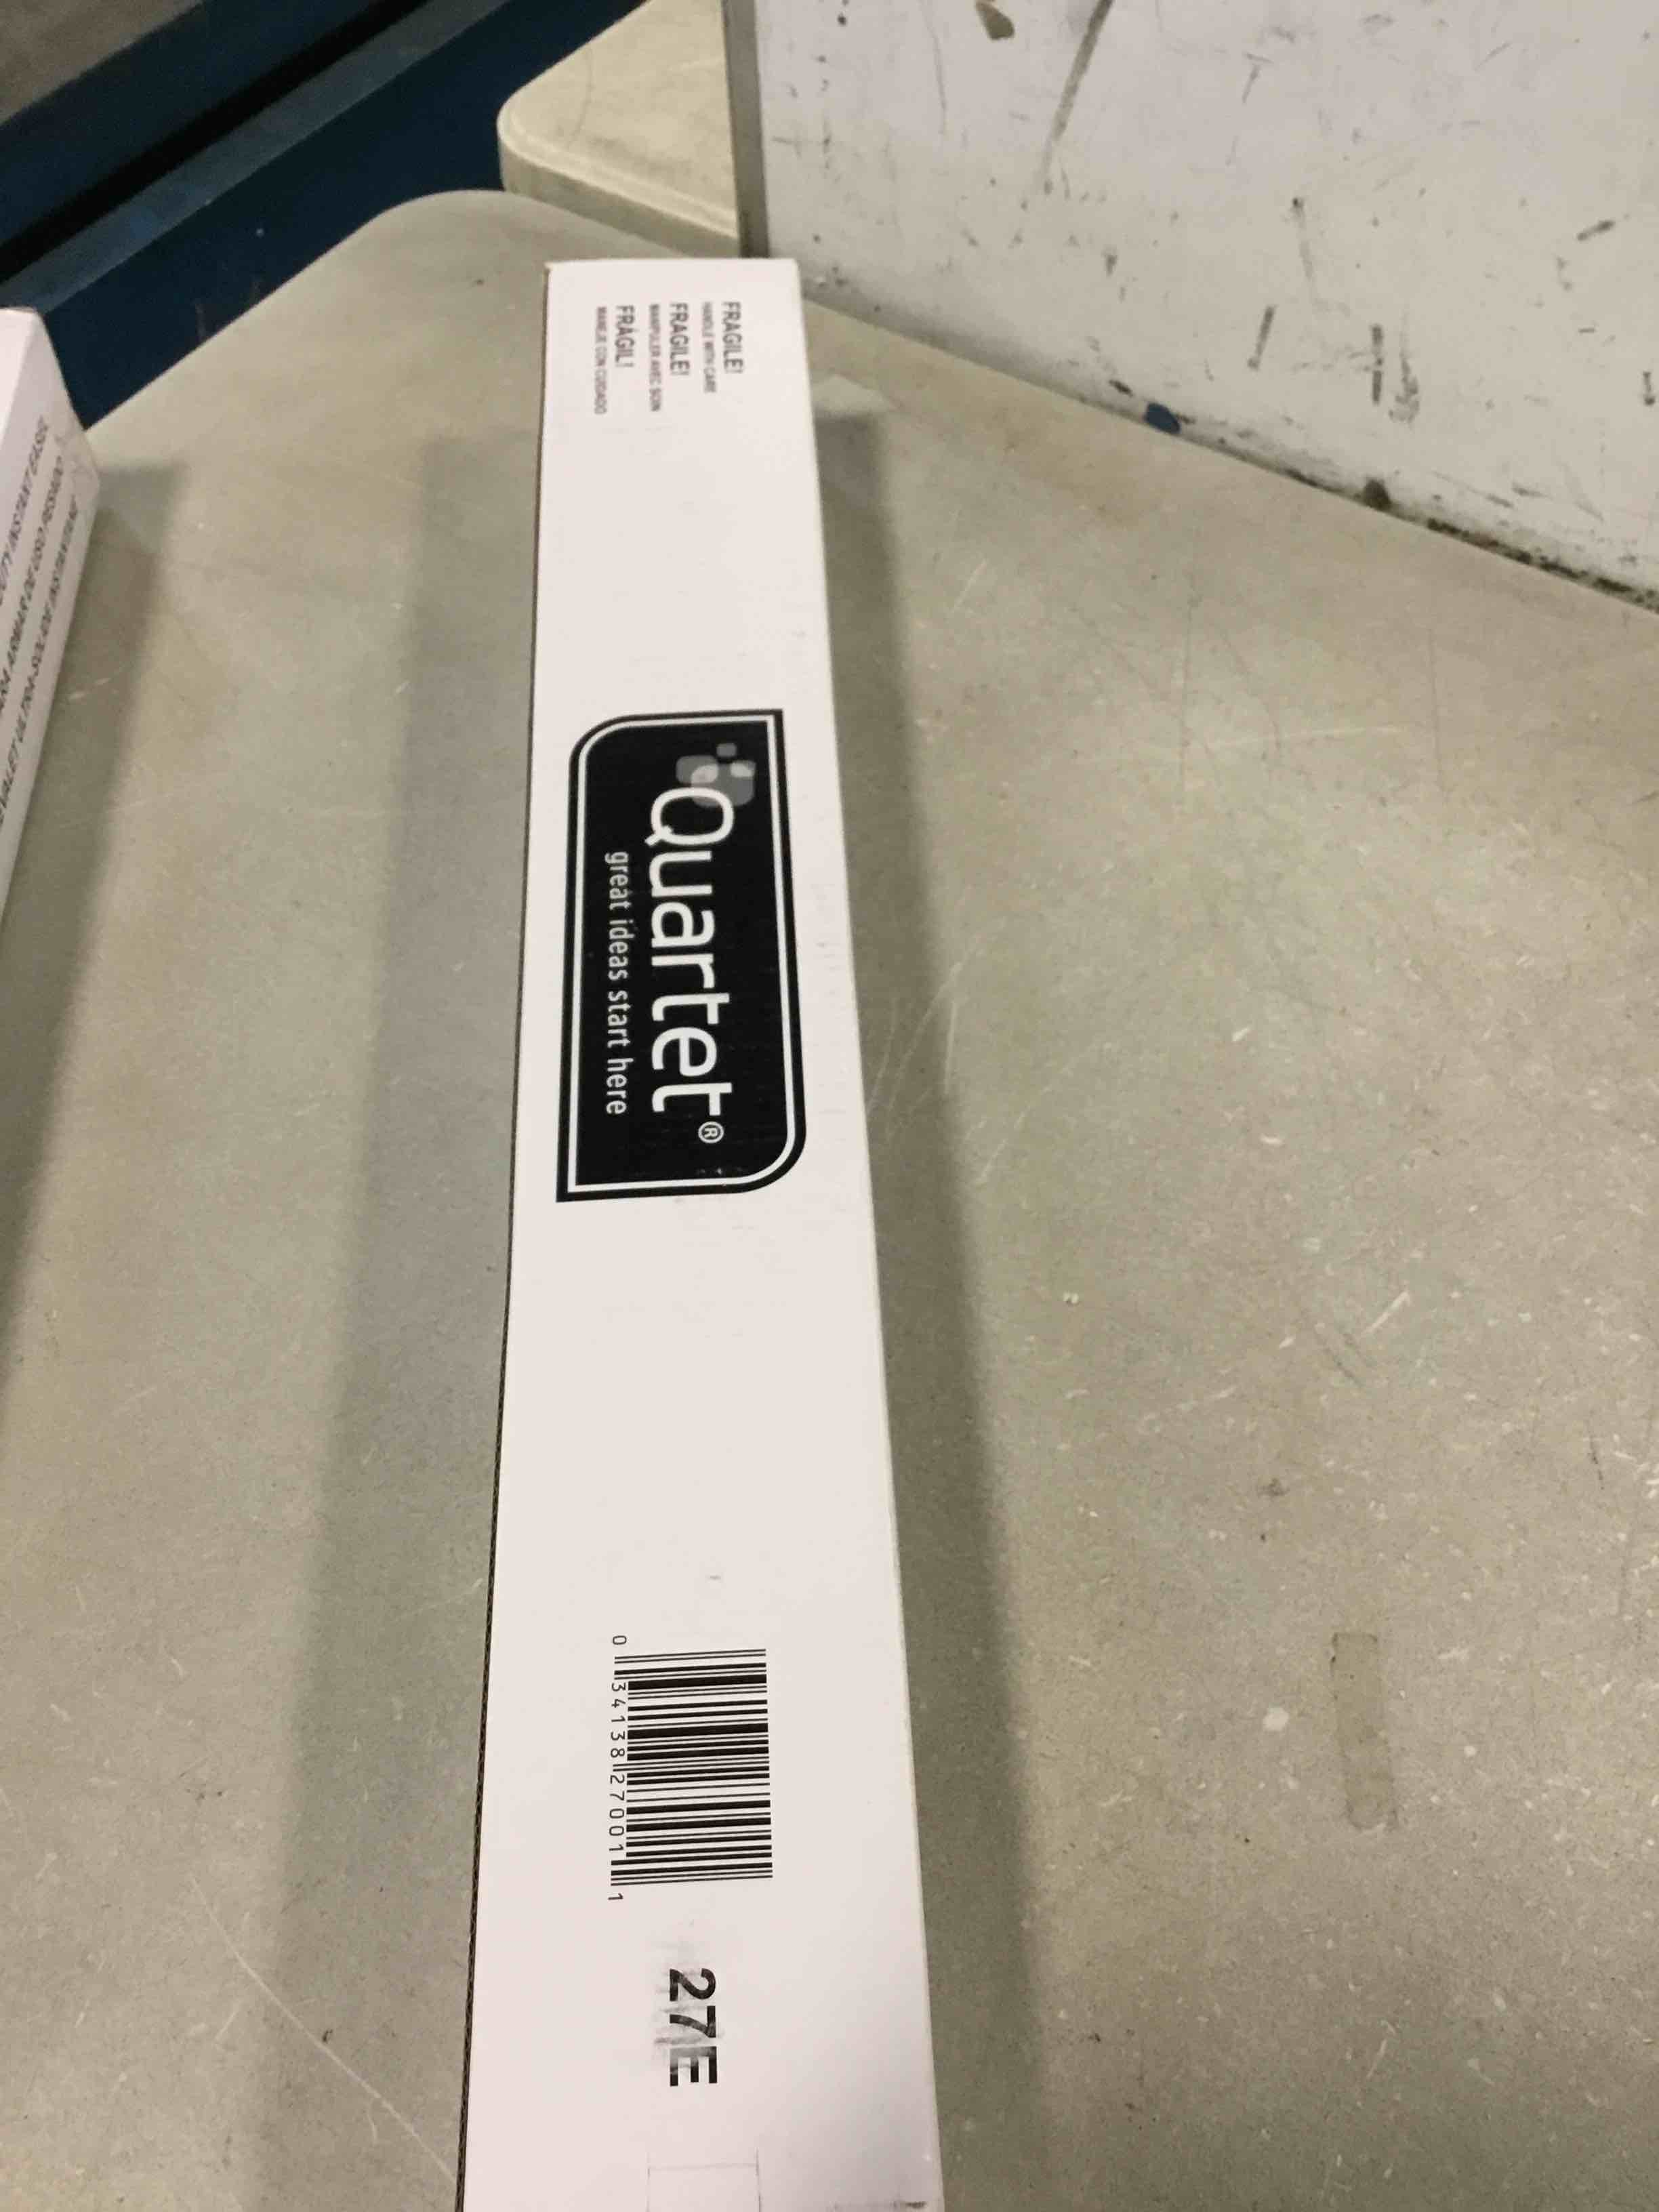 FRAGILE!
HANDLE WITH CARE
FRAGILE!
MANIPULER AVEC SOIN
FRÁGIL!
MANEJE CON CUIDADO
Quartet®
great ideas start here
0 34138 27001 1
27E